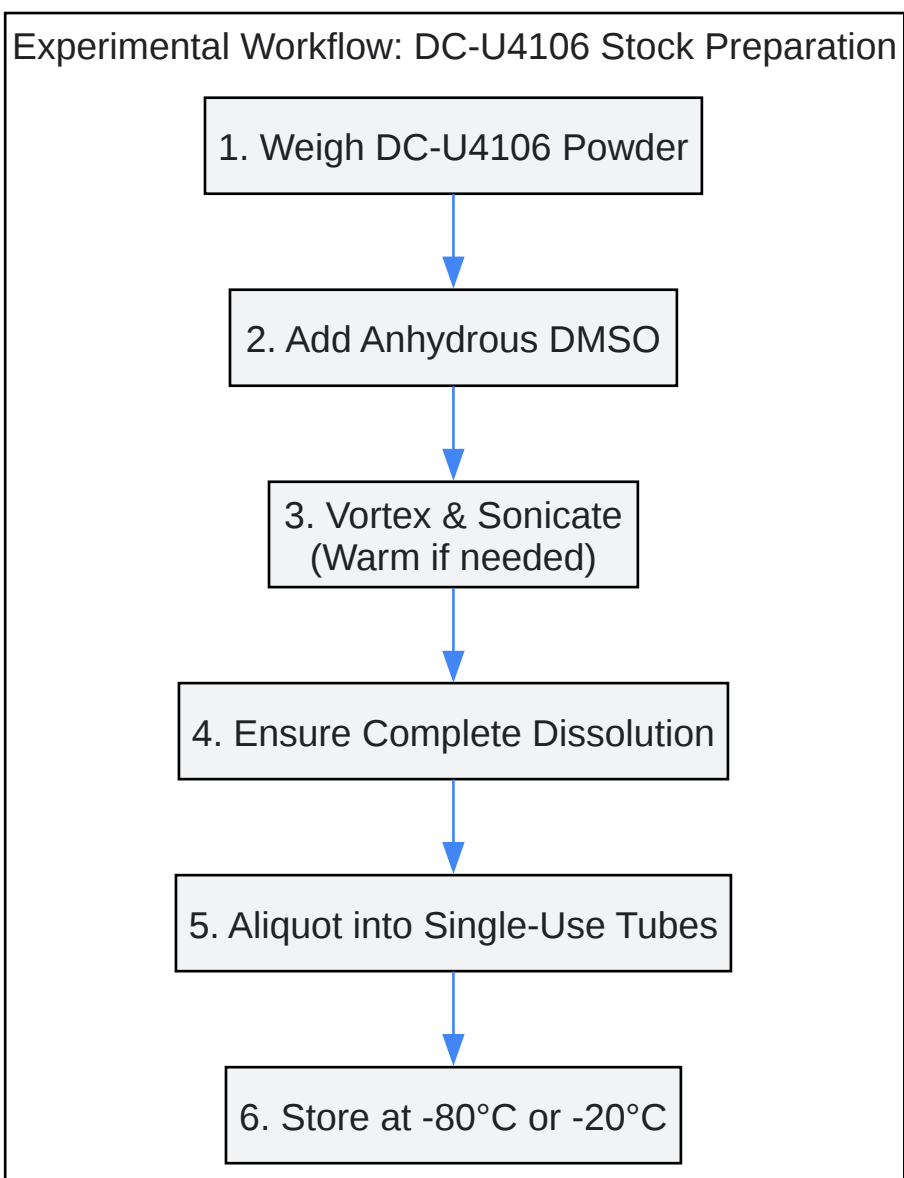 Experimental Workflow: DC-U4106 Stock Preparation
1. Weigh DC-U4106 Powder
2. Add Anhydrous DMSO
3. Vortex & Sonicate
(Warm if needed)
4. Ensure Complete Dissolution
5. Aliquot into Single-Use Tubes
6. Store at -80°C or -20°C